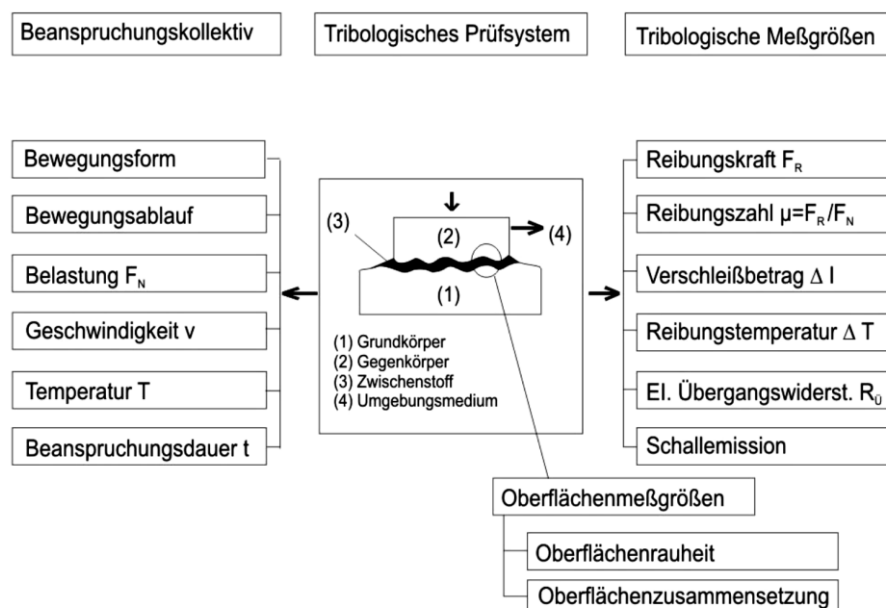 Beanspruchungskollektiv
Tribologisches Prüfsystem
Tribologische Meßgrößen
Bewegungsform
Bewegungsablauf
Belastung F_N
Geschwindigkeit v
Temperatur T
Beanspruchungsdauer t
(3)
(2)
(4)
(1)
(1) Grundkörper
(2) Gegenkörper
(3) Zwischenstoff
(4) Umgebungsmedium
Reibungskraft F_R
Reibungszahl µ=F_R/F_N
Verschleißbetrag Δ l
Reibungstemperatur Δ T
El. Übergangswiderst. R_Ü
Schallemission
Oberflächenmeßgrößen
Oberflächenrauheit
Oberflächenzusammensetzung